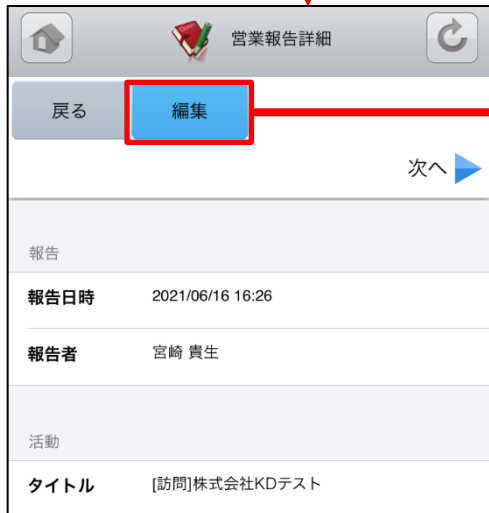 営業報告詳細
戻る 編集
次へ
報告
報告日時 2021/06/16 16:26
報告者 宮崎 貴生
活動
タイトル [訪問]株式会社KDテスト